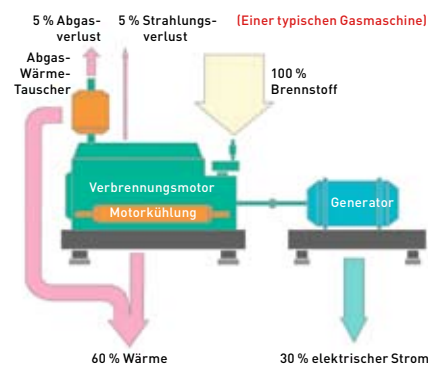 5 % Abgas-
verlust
5 % Strahlungs-
verlust
(Einer typischen Gasmaschine)
Abgas-
Wärme-
Tauscher
100 %
Brennstoff
Verbrennungsmotor
Motorkühlung
Generator
60 % Wärme
30 % elektrischer Strom